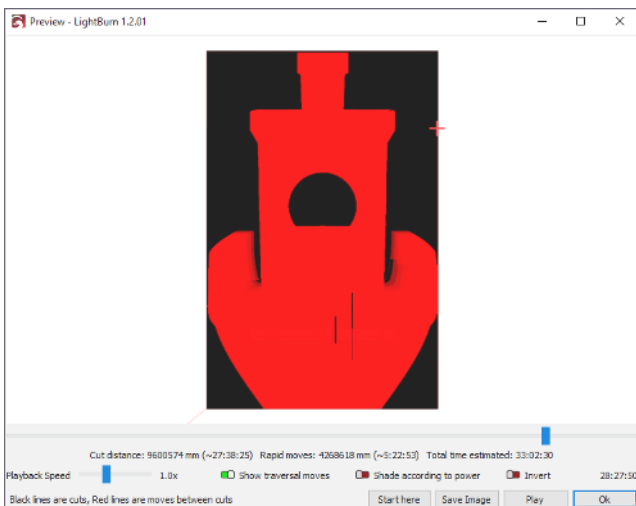 Preview - LightBurn 1.2.01
Cut distance: 9600574 mm (~27:38:25) Rapid moves: 4268618 mm (~5:22:53) Total time estimated: 33:02:30
Playback Speed 1.0x Show traversal moves Shade according to power Invert 28:27:50
Black lines are cuts, Red lines are moves between cuts Start here Save Image Play Ok